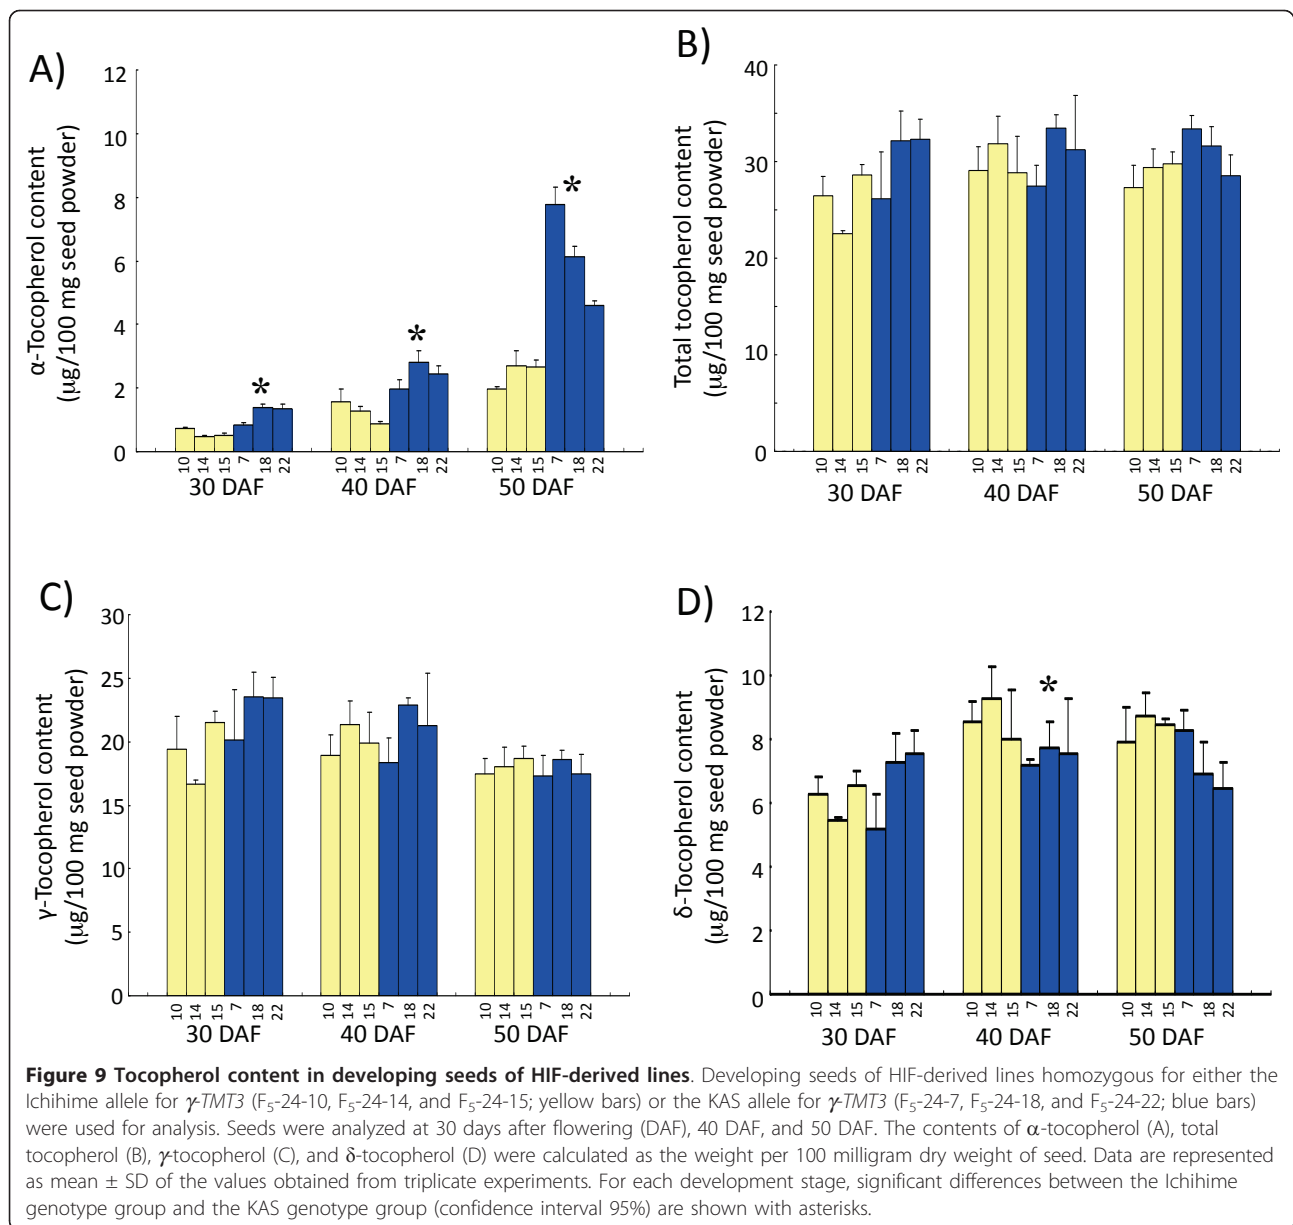 A)
α-Tocopherol content
(μg/100 mg seed powder)
12
10
8
6
4
2
0
*
*
*
10 14 15 7 18 22 10 14 15 7 18 22 10 14 15 7 18 22
30 DAF 40 DAF 50 DAF
B)
Total tocopherol content
(μg/100 mg seed powder)
40
30
20
10
0
10 14 15 7 18 22 10 14 15 7 18 22 10 14 15 7 18 22
30 DAF 40 DAF 50 DAF
C)
γ-Tocopherol content
(μg/100 mg seed powder)
30
25
20
15
10
5
0
10 14 15 7 18 22 10 14 15 7 18 22 10 14 15 7 18 22
30 DAF 40 DAF 50 DAF
D)
δ-Tocopherol content
(μg/100 mg seed powder)
12
10
8
6
4
2
0
*
10 14 15 7 18 22 10 14 15 7 18 22 10 14 15 7 18 22
30 DAF 40 DAF 50 DAF
Figure 9 Tocopherol content in developing seeds of HIF-derived lines. Developing seeds of HIF-derived lines homozygous for either the
Ichihime allele for γ-TMT3 (F₅-24-10, F₅-24-14, and F₅-24-15; yellow bars) or the KAS allele for γ-TMT3 (F₅-24-7, F₅-24-18, and F₅-24-22; blue bars)
were used for analysis. Seeds were analyzed at 30 days after flowering (DAF), 40 DAF, and 50 DAF. The contents of α-tocopherol (A), total
tocopherol (B), γ-tocopherol (C), and δ-tocopherol (D) were calculated as the weight per 100 milligram dry weight of seed. Data are represented
as mean ± SD of the values obtained from triplicate experiments. For each development stage, significant differences between the Ichihime
genotype group and the KAS genotype group (confidence interval 95%) are shown with asterisks.